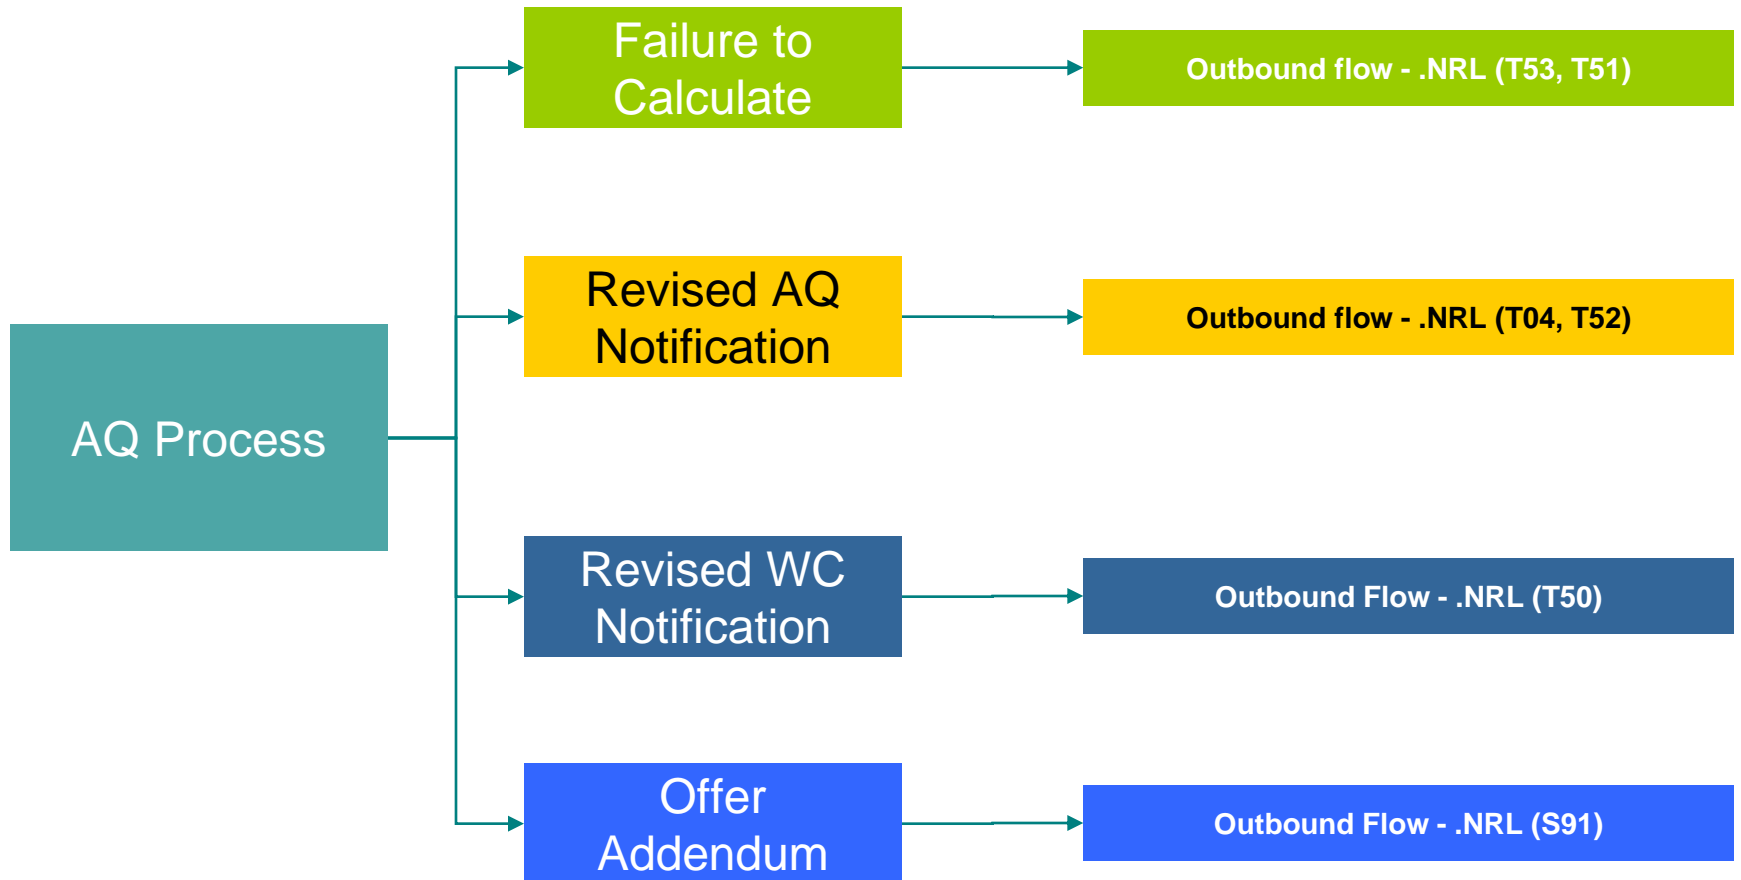 Failure to
Calculate
Outbound flow - .NRL (T53, T51)
Revised AQ
Notification
Outbound flow - .NRL (T04, T52)
AQ Process
Revised WC
Notification
Outbound Flow - .NRL (T50)
Offer
Addendum
Outbound Flow - .NRL (S91)